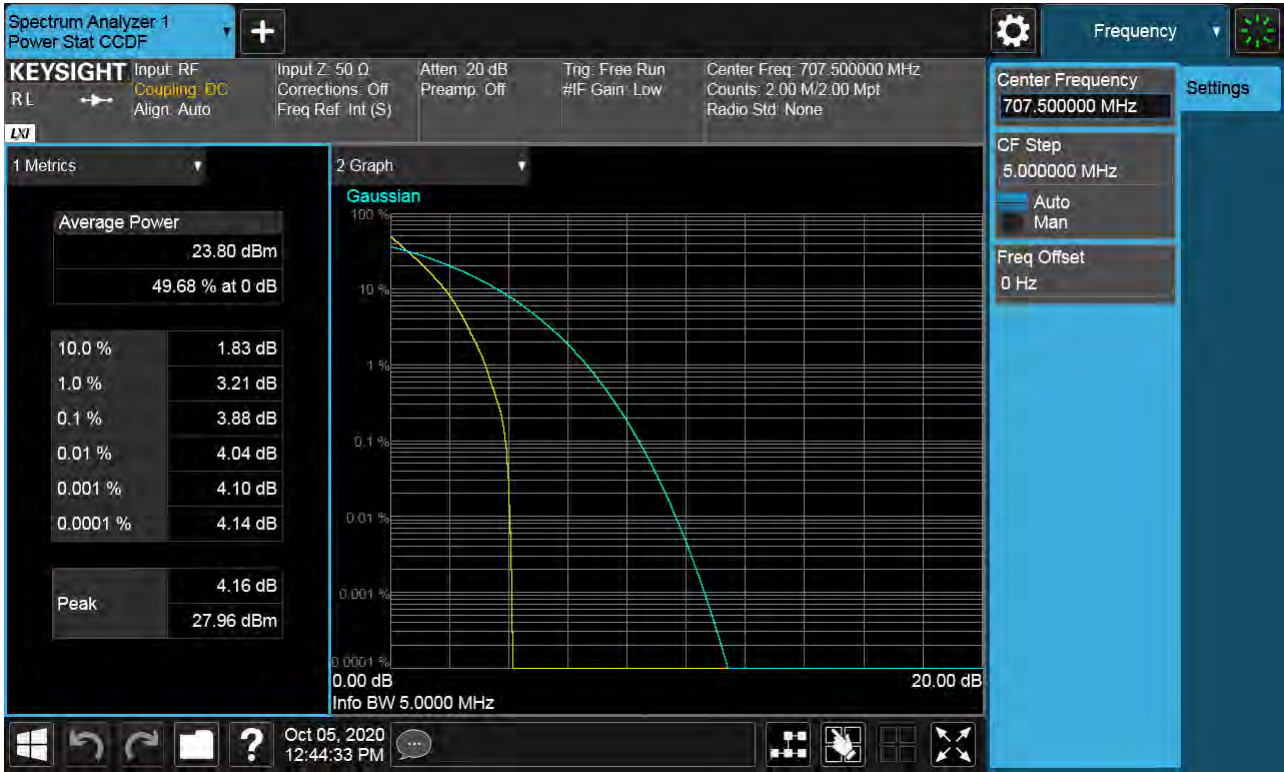 Spectrum Analyzer 1
Power Stat CCDF
+
Frequency
KEYSIGHT
R L
LXI
Input: RF
Coupling: DC
Align: Auto
Input Z: 50 Ω
Corrections: Off
Freq Ref: Int (S)
Atten: 20 dB
Preamp: Off
Trig: Free Run
#IF Gain: Low
Center Freq: 707.500000 MHz
Counts: 2.00 M/2.00 Mpt
Radio Std: None
Center Frequency
707.500000 MHz
Settings
CF Step
5.000000 MHz
Auto
Man
Freq Offset
0 Hz
1 Metrics
Average Power
23.80 dBm
49.68 % at 0 dB
10.0 % 1.83 dB
1.0 % 3.21 dB
0.1 % 3.88 dB
0.01 % 4.04 dB
0.001 % 4.10 dB
0.0001 % 4.14 dB
Peak
4.16 dB
27.96 dBm
2 Graph
Gaussian
100 %
10 %
1 %
0.1 %
0.01 %
0.001 %
0.0001 %
0.00 dB 20.00 dB
Info BW 5.0000 MHz
?
Oct 05, 2020
12:44:33 PM